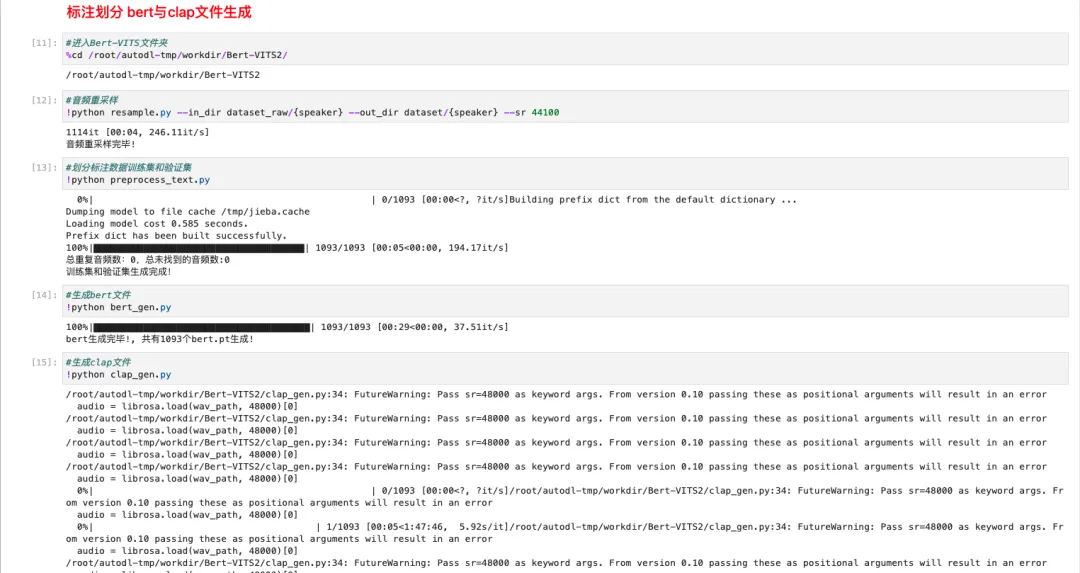 标注划分 bert与clap文件生成
[11]: #进入Bert-VITS文件夹
%cd /root/autodl-tmp/workdir/Bert-VITS2/
/root/autodl-tmp/workdir/Bert-VITS2
[12]: #音频重采样
!python resample.py --in_dir dataset_raw/{speaker} --out_dir dataset/{speaker} --sr 44100
1114it [00:04, 246.11it/s]
音频重采样完毕!
[13]: #划分标注数据训练集和验证集
!python preprocess_text.py
0%| | 0/1093 [00:00<?, ?it/s]Building prefix dict from the default dictionary ...
Dumping model to file cache /tmp/jieba.cache
Loading model cost 0.585 seconds.
Prefix dict has been built successfully.
100%|| 1093/1093 [00:05<00:00, 194.17it/s]
总重复音频数：0，总未找到的音频数:0
训练集和验证集生成完成!
[14]: #生成bert文件
!python bert_gen.py
100%|| 1093/1093 [00:29<00:00, 37.51it/s]
bert生成完毕!, 共有1093个bert.pt生成!
[15]: #生成clap文件
!python clap_gen.py
/root/autodl-tmp/workdir/Bert-VITS2/clap_gen.py:34: FutureWarning: Pass sr=48000 as keyword args. From version 0.10 passing these as positional arguments will result in an error
audio = librosa.load(wav_path, 48000)[0]
/root/autodl-tmp/workdir/Bert-VITS2/clap_gen.py:34: FutureWarning: Pass sr=48000 as keyword args. From version 0.10 passing these as positional arguments will result in an error
audio = librosa.load(wav_path, 48000)[0]
/root/autodl-tmp/workdir/Bert-VITS2/clap_gen.py:34: FutureWarning: Pass sr=48000 as keyword args. From version 0.10 passing these as positional arguments will result in an error
audio = librosa.load(wav_path, 48000)[0]
/root/autodl-tmp/workdir/Bert-VITS2/clap_gen.py:34: FutureWarning: Pass sr=48000 as keyword args. From version 0.10 passing these as positional arguments will result in an error
audio = librosa.load(wav_path, 48000)[0]
0%| | 0/1093 [00:00<?, ?it/s]/root/autodl-tmp/workdir/Bert-VITS2/clap_gen.py:34: FutureWarning: Pass sr=48000 as keyword args. Fr
om version 0.10 passing these as positional arguments will result in an error
audio = librosa.load(wav_path, 48000)[0]
0%| | 1/1093 [00:05<1:47:46, 5.92s/it]/root/autodl-tmp/workdir/Bert-VITS2/clap_gen.py:34: FutureWarning: Pass sr=48000 as keyword args. Fr
om version 0.10 passing these as positional arguments will result in an error
audio = librosa.load(wav_path, 48000)[0]
/root/autodl-tmp/workdir/Bert-VITS2/clap_gen.py:34: FutureWarning: Pass sr=48000 as keyword args. From version 0.10 passing these as positional arguments will result in an error